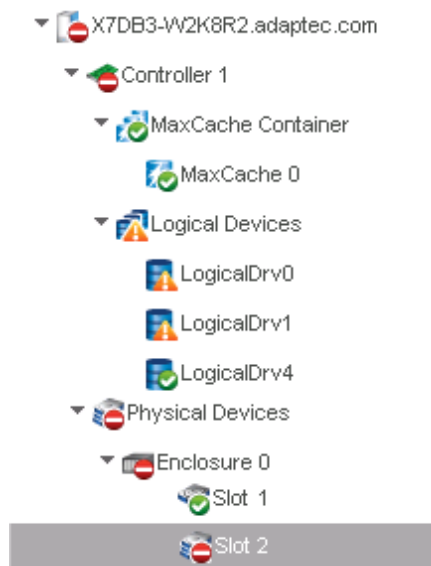 X7DB3-W2K8R2.adaptec.com
Controller 1
MaxCache Container
MaxCache 0
Logical Devices
LogicalDrv0
LogicalDrv1
LogicalDrv4
Physical Devices
Enclosure 0
Slot 1
Slot 2